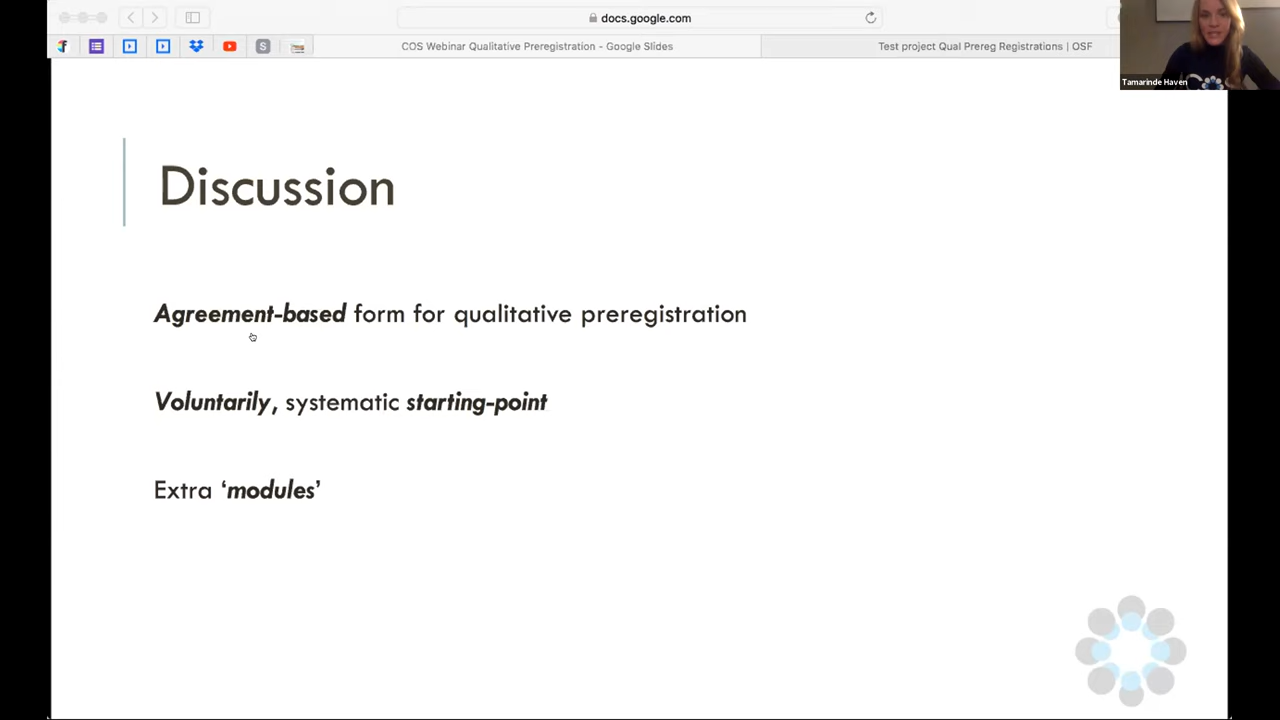 docs.google.com
S
COS Webinar Qualitative Preregistration - Google Slides
Test project Qual Prereg Registrations | OSF
Tamarinde Haven
Discussion
Agreement-based form for qualitative preregistration
Voluntarily, systematic starting-point
Extra ‘modules’